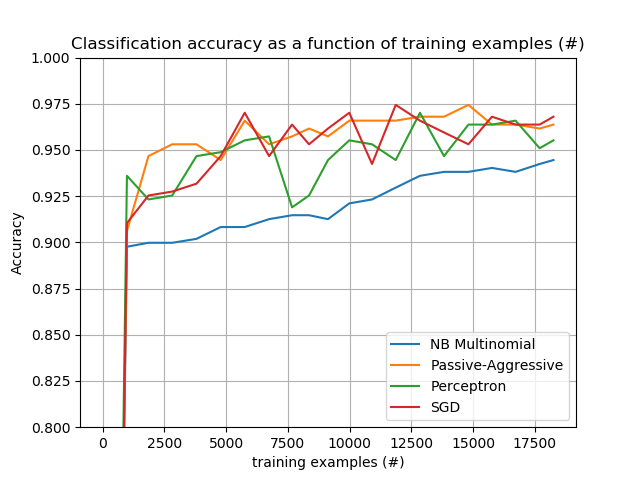 Classification accuracy as a function of training examples (#)
1.000
0.975
0.950
0.925
0.900
0.875
0.850
0.825
0.800
Accuracy
NB Multinomial
Passive-Aggressive
Perceptron
SGD
0 2500 5000 7500 10000 12500 15000 17500
training examples (#)